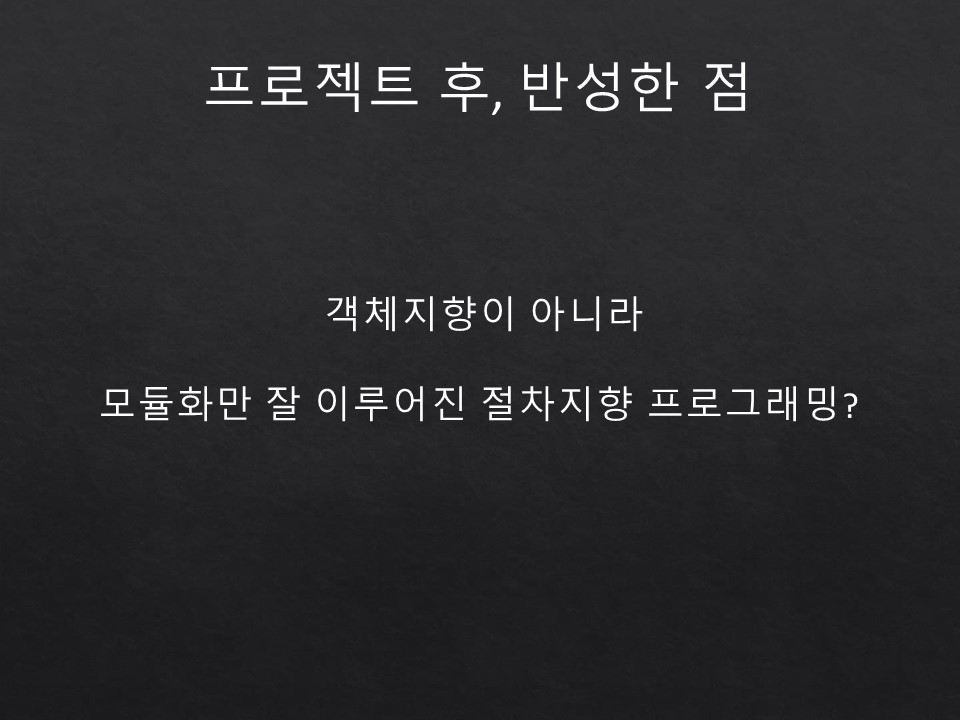 프로젝트 후, 반성한 점
객체지향이 아니라
모듈화만 잘 이루어진 절차지향 프로그래밍?